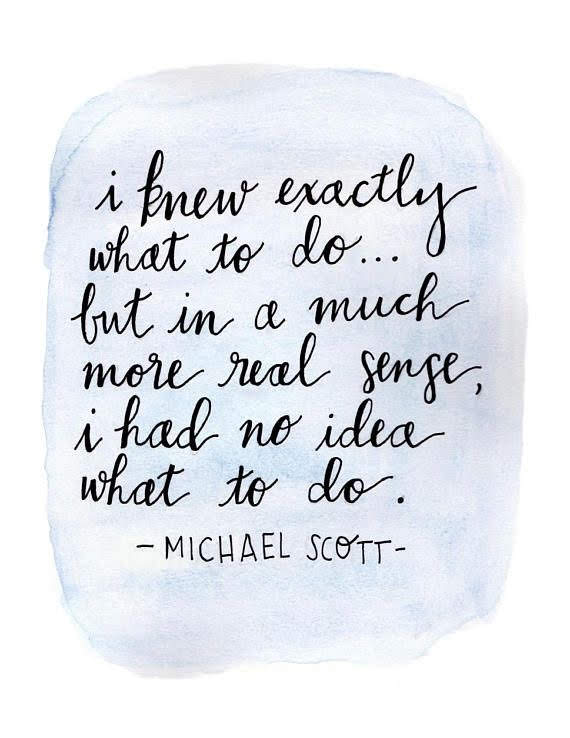 i knew exactly
what to do...
but in a much
more real sense,
i had no idea
what to do.
- MICHAEL SCOTT -